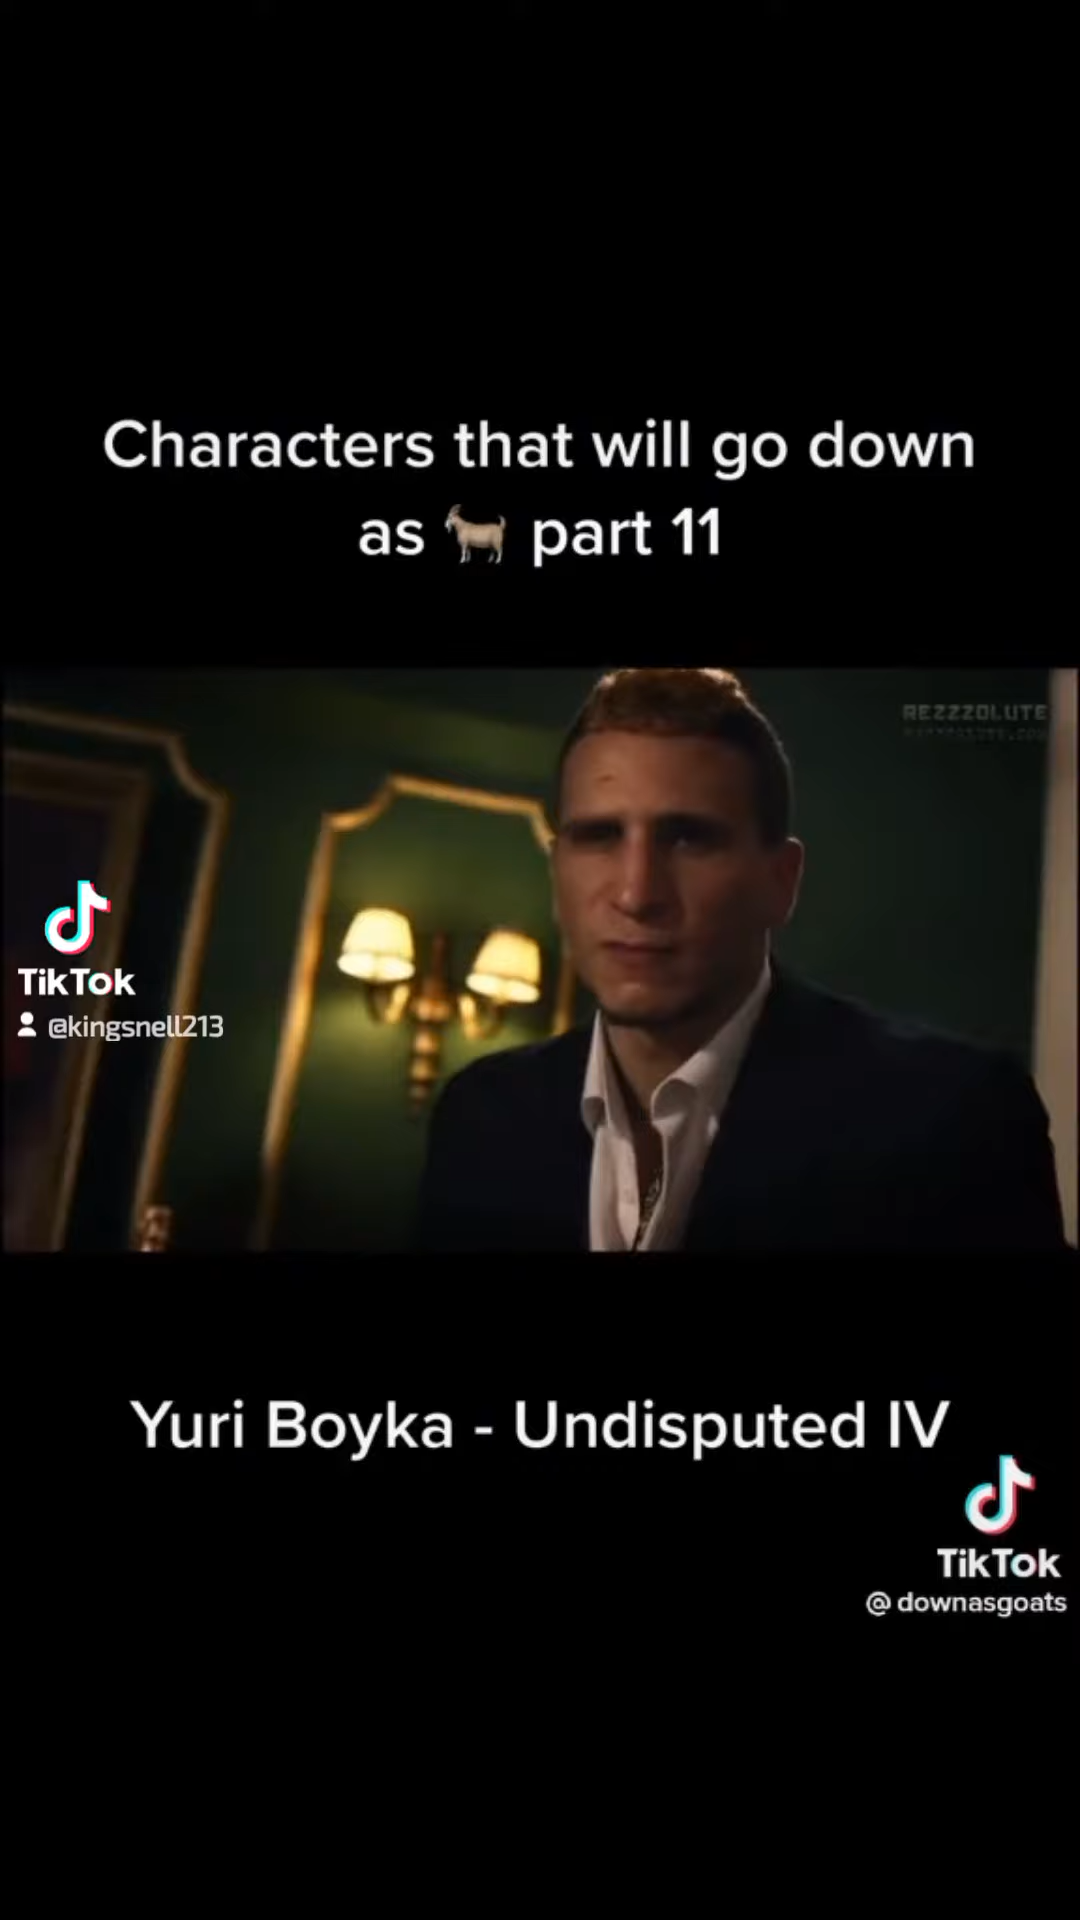 Characters that will go down
as 🐐 part 11
REZZZOLUTE
TikTok
@kingsnell213
Yuri Boyka - Undisputed IV
TikTok
@downasgoats